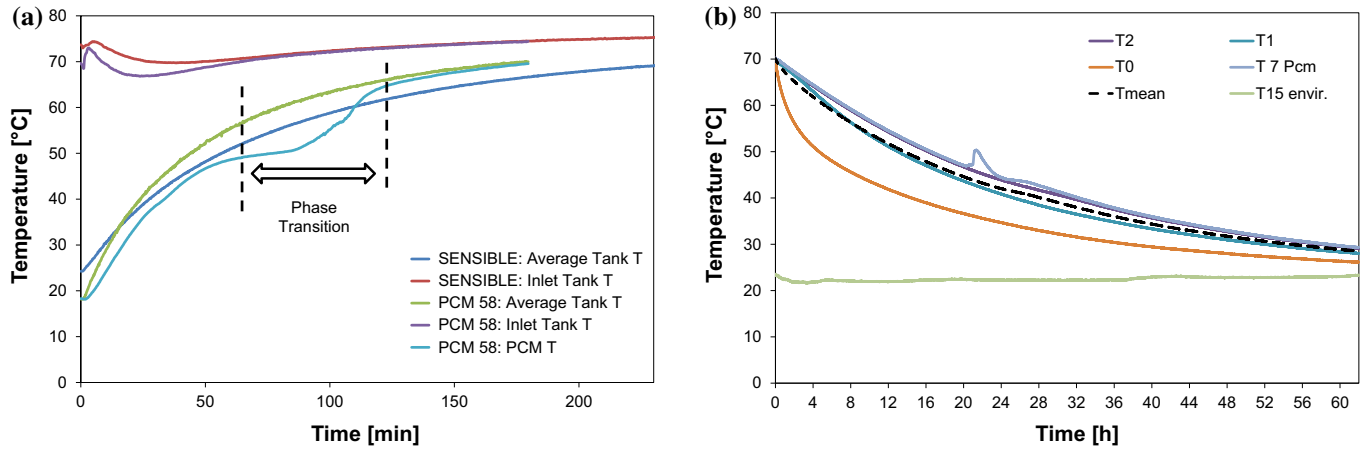 (a)
80
70
60
50
40
30
20
10
0
Temperature [°C]
0
50
100
150
200
Time [min]
Phase
Transition
SENSIBLE: Average Tank T
SENSIBLE: Inlet Tank T
PCM 58: Average Tank T
PCM 58: Inlet Tank T
PCM 58: PCM T
(b)
80
70
60
50
40
30
20
10
0
Temperature [°C]
0 4 8 12 16 20 24 28 32 36 40 44 48 52 56 60
Time [h]
T2
T1
T0
T 7 Pcm
Tmean
T15 envir.